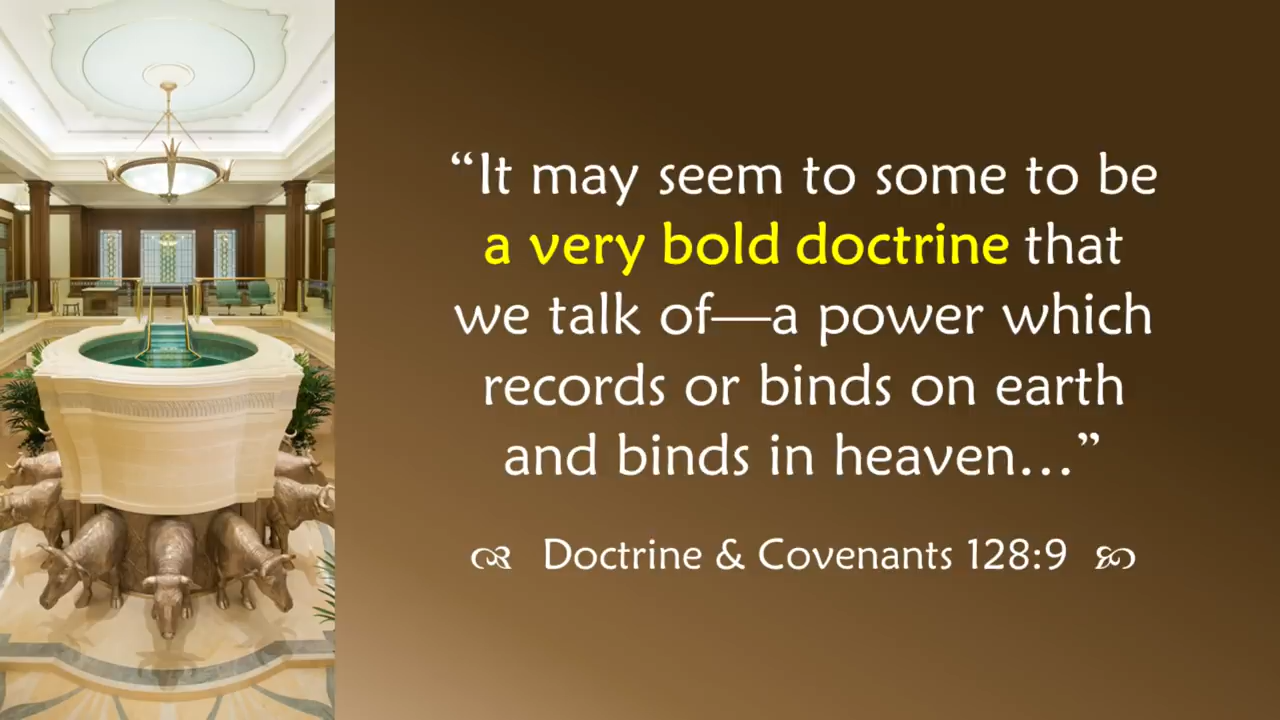 “It may seem to some to be
a very bold doctrine that
we talk of—a power which
records or binds on earth
and binds in heaven…”
Doctrine & Covenants 128:9